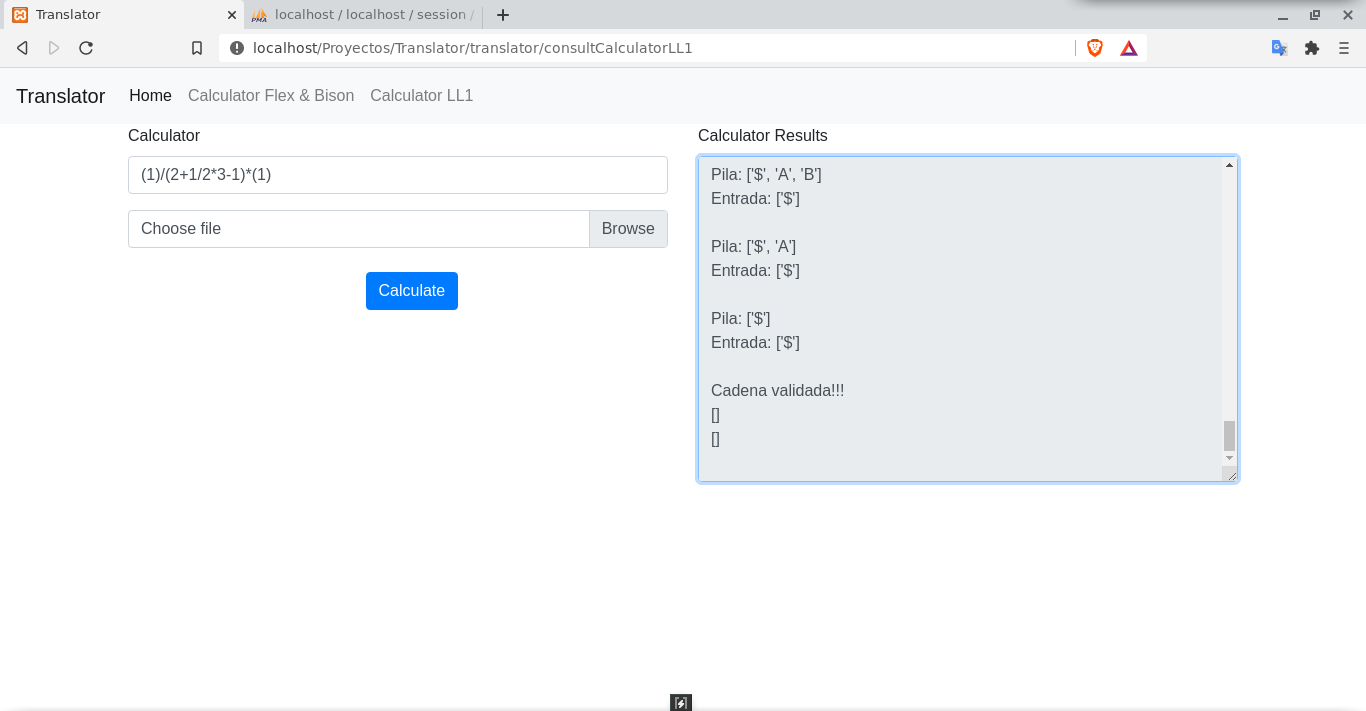 Translator
localhost / localhost / session /
localhost/Proyectos/Translator/translator/consultCalculatorLL1
Translator Home Calculator Flex & Bison Calculator LL1
Calculator
(1)/(2+1/2*3-1)*(1)
Choose file Browse
Calculate
Calculator Results
Pila: ['$', 'A', 'B']
Entrada: ['$']
Pila: ['$', 'A']
Entrada: ['$']
Pila: ['$']
Entrada: ['$']
Cadena validada!!!
[]
[]